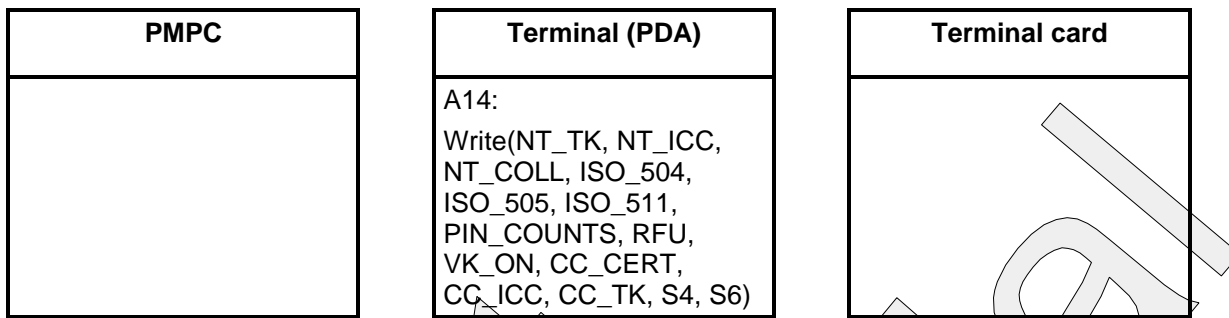 PMPC
Terminal (PDA)
Terminal card
A14:
Write(NT_TK, NT_ICC,
NT_COLL, ISO_504,
ISO_505, ISO_511,
PIN_COUNTS, RFU,
VK_ON, CC_CERT,
CC_ICC, CC_TK, S4, S6)